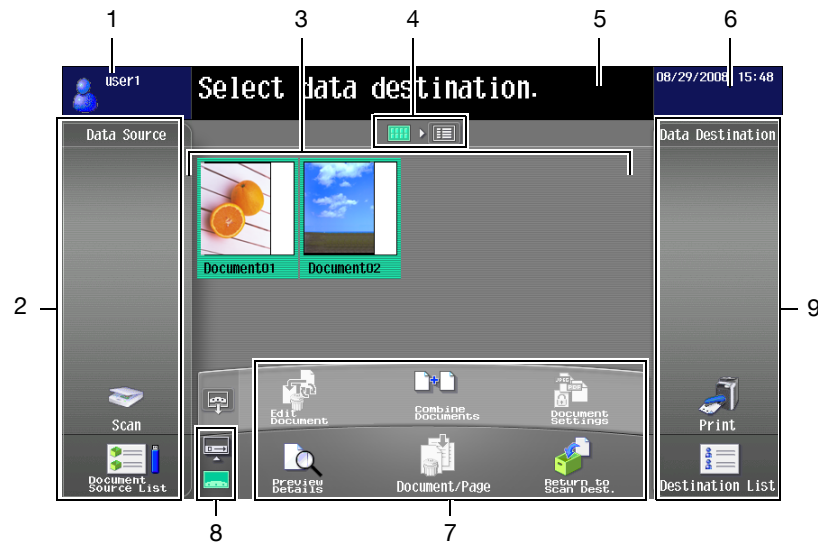 1
3
4
5
6
user1
Select data destination.
08/29/2008 15:48
Data Source
Data Destination
Document01
Document02
2
9
Edit
Document
Combine
Documents
Document
Settings
Scan
Print
Document
Source List
Preview
Details
Document/Page
Return to
Scan Dest.
Destination List
8
7